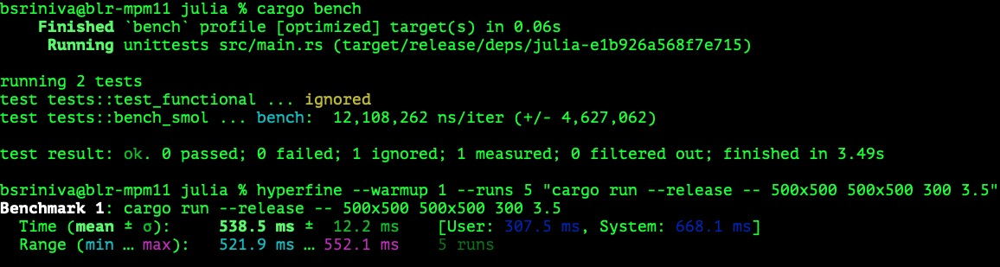 bsriniva@blr-mpm11 julia % cargo bench
Finished `bench` profile [optimized] target(s) in 0.06s
Running unittests src/main.rs (target/release/deps/julia-e1b926a568f7e715)
running 2 tests
test tests::test_functional ... ignored
test tests::bench_smol ... bench:  12,108,262 ns/iter (+/- 4,627,062)
test result: ok. 0 passed; 0 failed; 1 ignored; 1 measured; 0 filtered out; finished in 3.49s
bsriniva@blr-mpm11 julia % hyperfine --warmup 1 --runs 5 "cargo run --release -- 500x500 500x500 300 3.5"
Benchmark 1: cargo run --release -- 500x500 500x500 300 3.5
Time (mean ± σ):     538.5 ms ±  12.2 ms    [User: 307.5 ms, System: 668.1 ms]
Range (min … max):   521.9 ms … 552.1 ms    5 runs